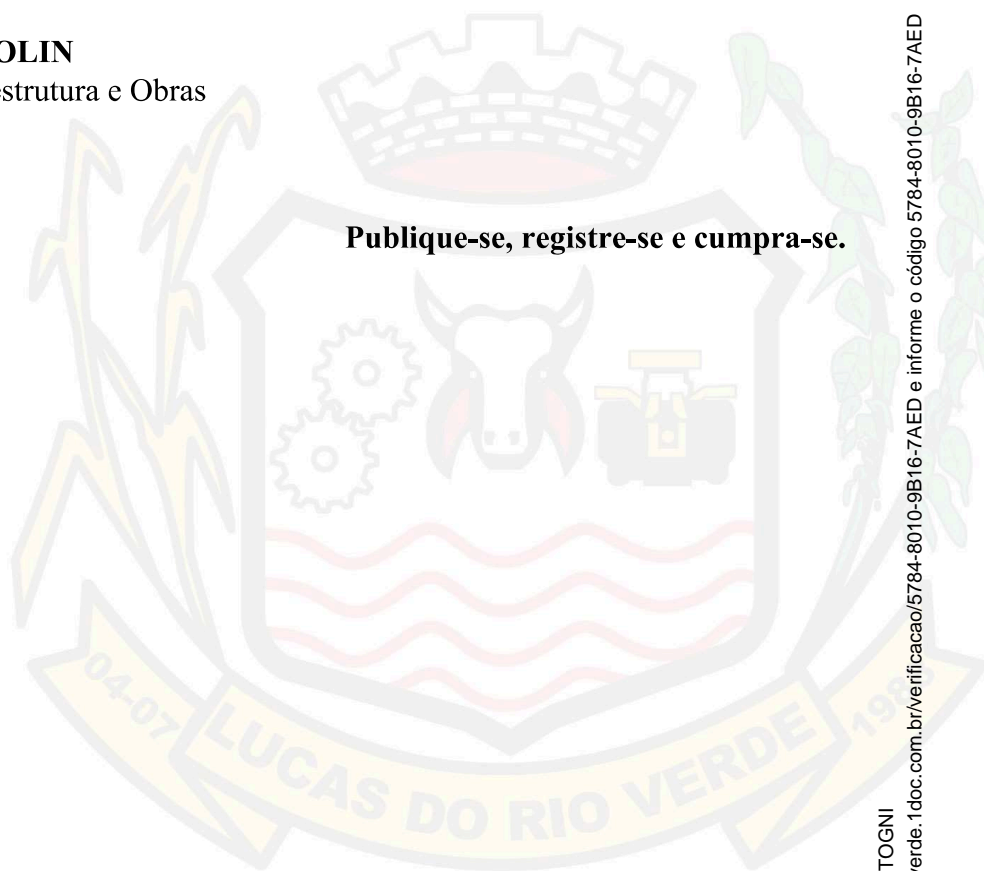 OLIN
estrutura e Obras
Publique-se, registre-se e cumpra-se.
04-07
LUCAS DO RIO VERDE
1988
TOGNI
verde.1doc.com.br/verificacao/5784-8010-9B16-7AED e informe o código 5784-8010-9B16-7AED